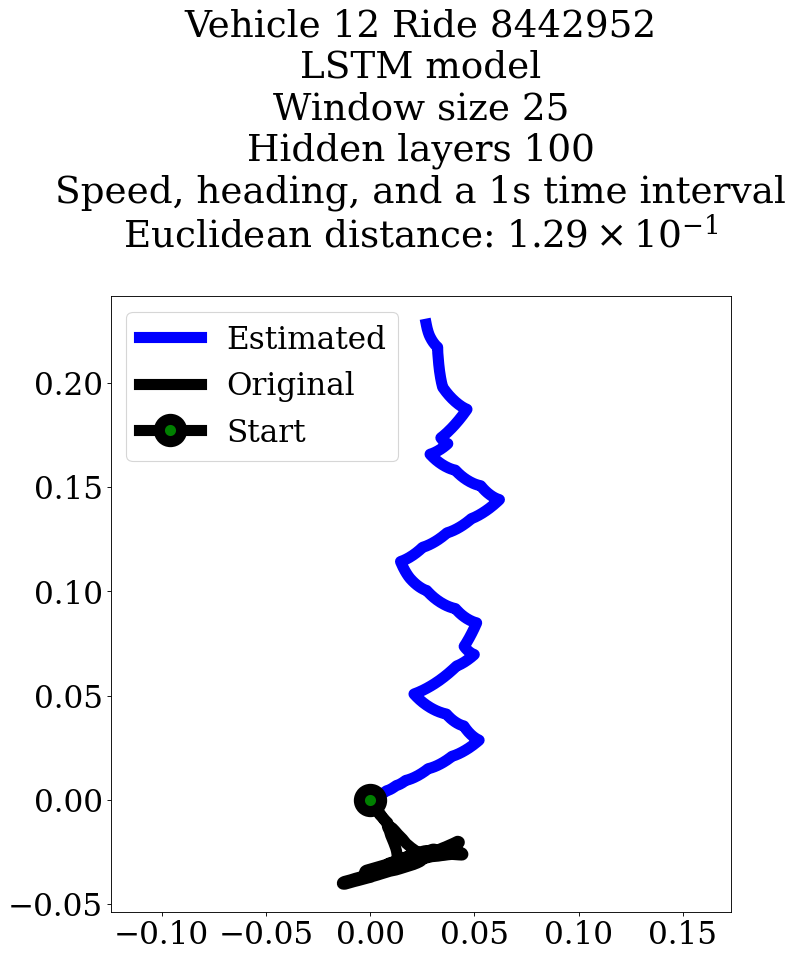 Vehicle 12 Ride 8442952
LSTM model
Window size 25
Hidden layers 100
Speed, heading, and a 1s time interval
Euclidean distance: 1.29 × 10⁻¹
Estimated
Original
Start
0.20
0.15
0.10
0.05
0.00
−0.05
−0.10 −0.05 0.00 0.05 0.10 0.15